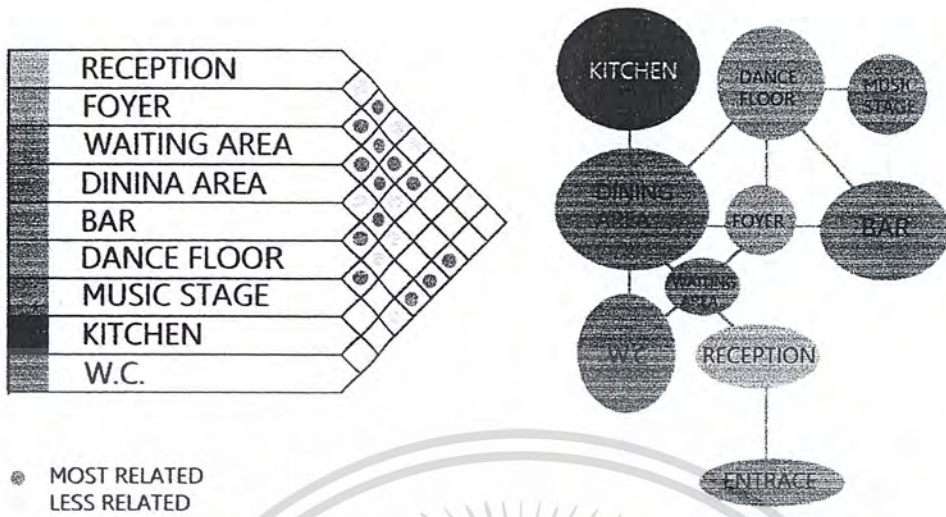 RECEPTION
FOYER
WAITING AREA
DININA AREA
BAR
DANCE FLOOR
MUSIC STAGE
KITCHEN
W.C.
MOST RELATED
LESS RELATED
KITCHEN
DANCE
FLOOR
MUSIC
STAGE
DINING
AREA
FOYER
BAR
WAITING
AREA
W.C.
RECEPTION
ENTRACE